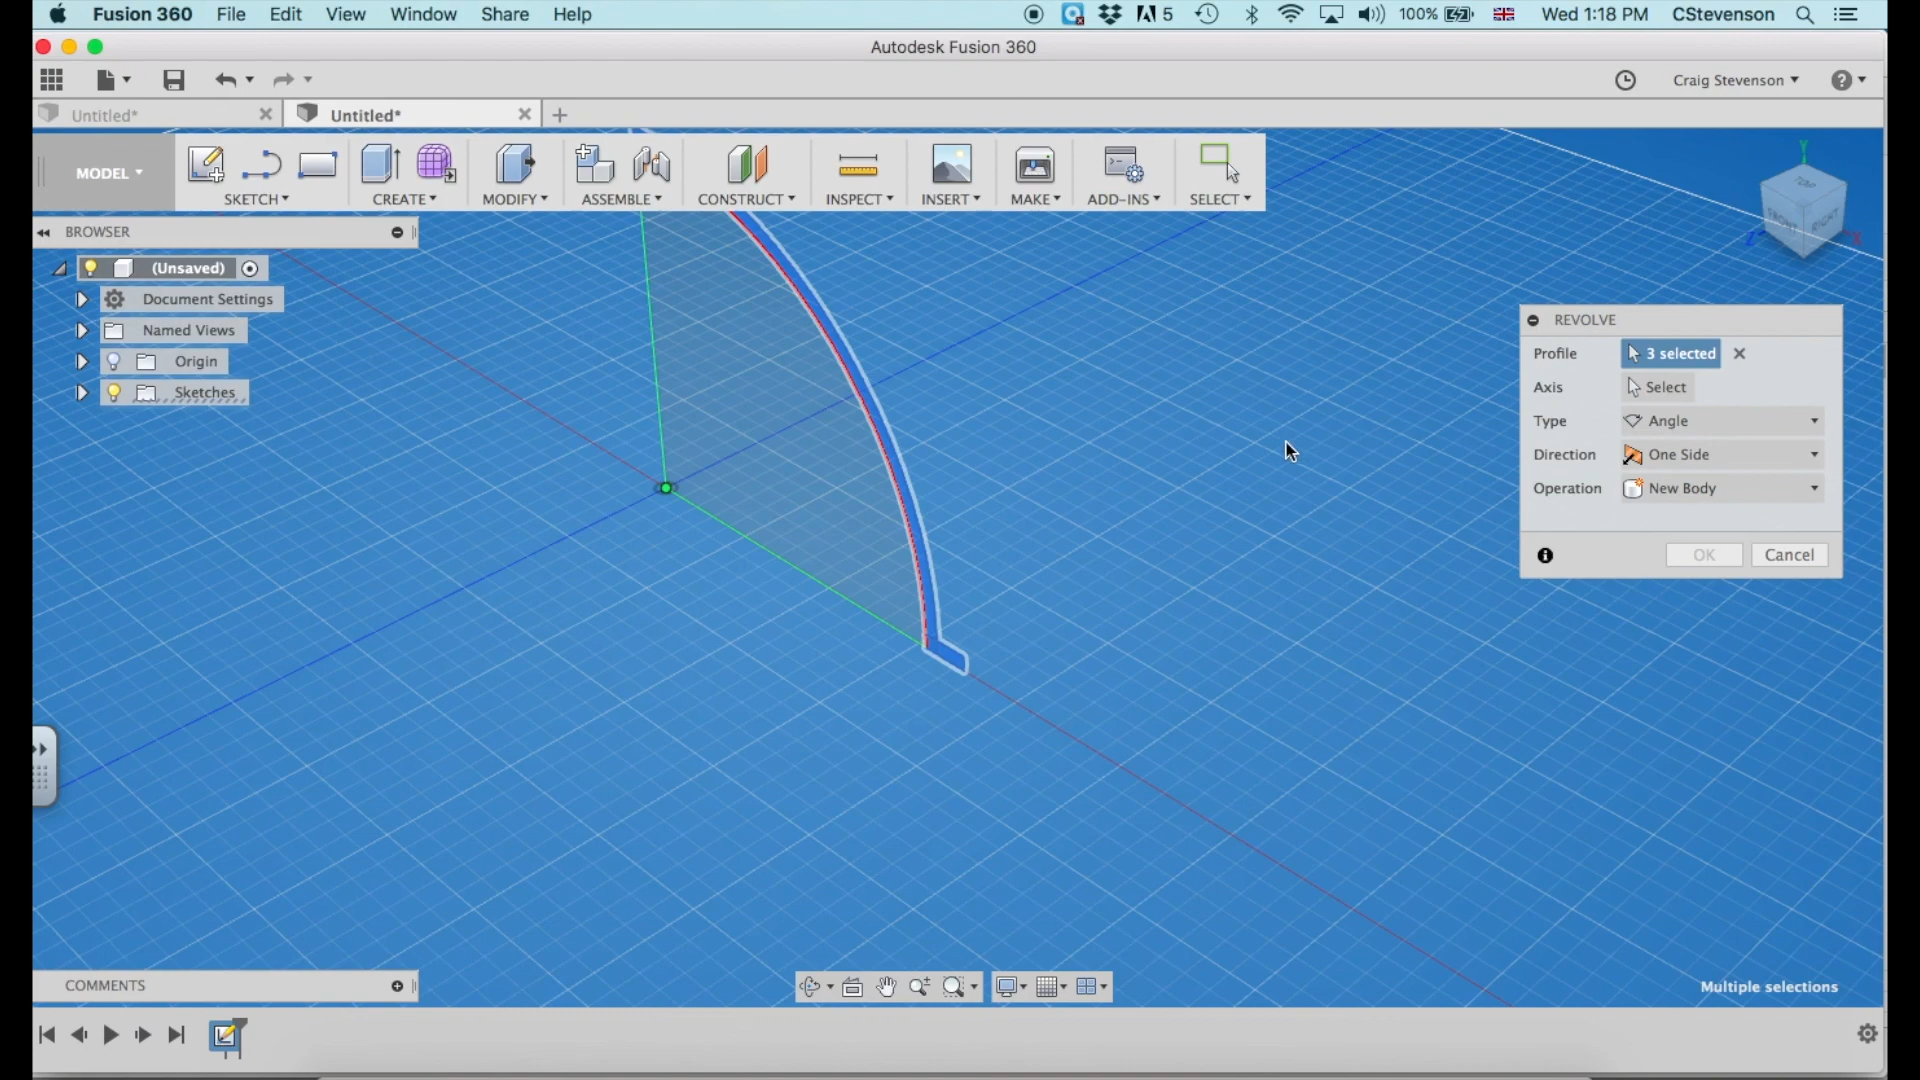 Fusion 360 File Edit View Window Share Help 5 100% Wed 1:18 PM CStevenson
Autodesk Fusion 360
Craig Stevenson
Untitled* Untitled*
MODEL SKETCH CREATE MODIFY ASSEMBLE CONSTRUCT INSPECT INSERT MAKE ADD-INS SELECT
TOP
FRONT RIGHT
Z X Y
BROWSER
(Unsaved)
Document Settings
Named Views
Origin
Sketches
REVOLVE
Profile 3 selected
Axis Select
Type Angle
Direction One Side
Operation New Body
OK Cancel
COMMENTS
Multiple selections